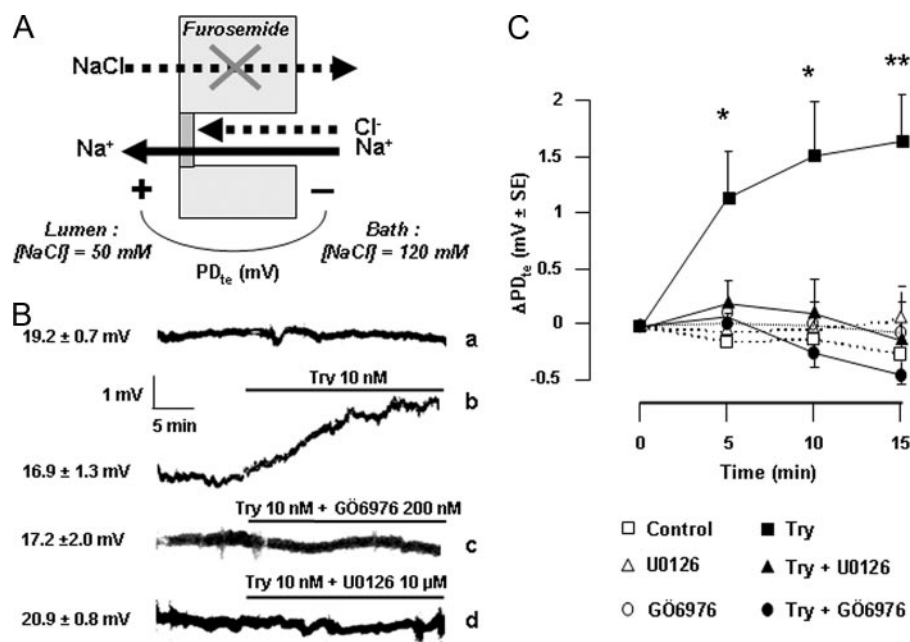 A
Furosemide
NaCl
Cl-
Na+
Na+
+
−
Lumen :
[NaCl] = 50 mM
Bath :
[NaCl] = 120 mM
PDte (mV)
B
19.2 ± 0.7 mV
a
Try 10 nM
1 mV
5 min
b
16.9 ± 1.3 mV
Try 10 nM + GÖ6976 200 nM
17.2 ±2.0 mV
c
Try 10 nM + U0126 10 µM
20.9 ± 0.8 mV
d
C
ΔPDte (mV ± SE)
2
1.5
1
0.5
0
-0.5
*
*
**
0
5
10
15
Time (min)
Control
Try
U0126
Try + U0126
GÖ6976
Try + GÖ6976